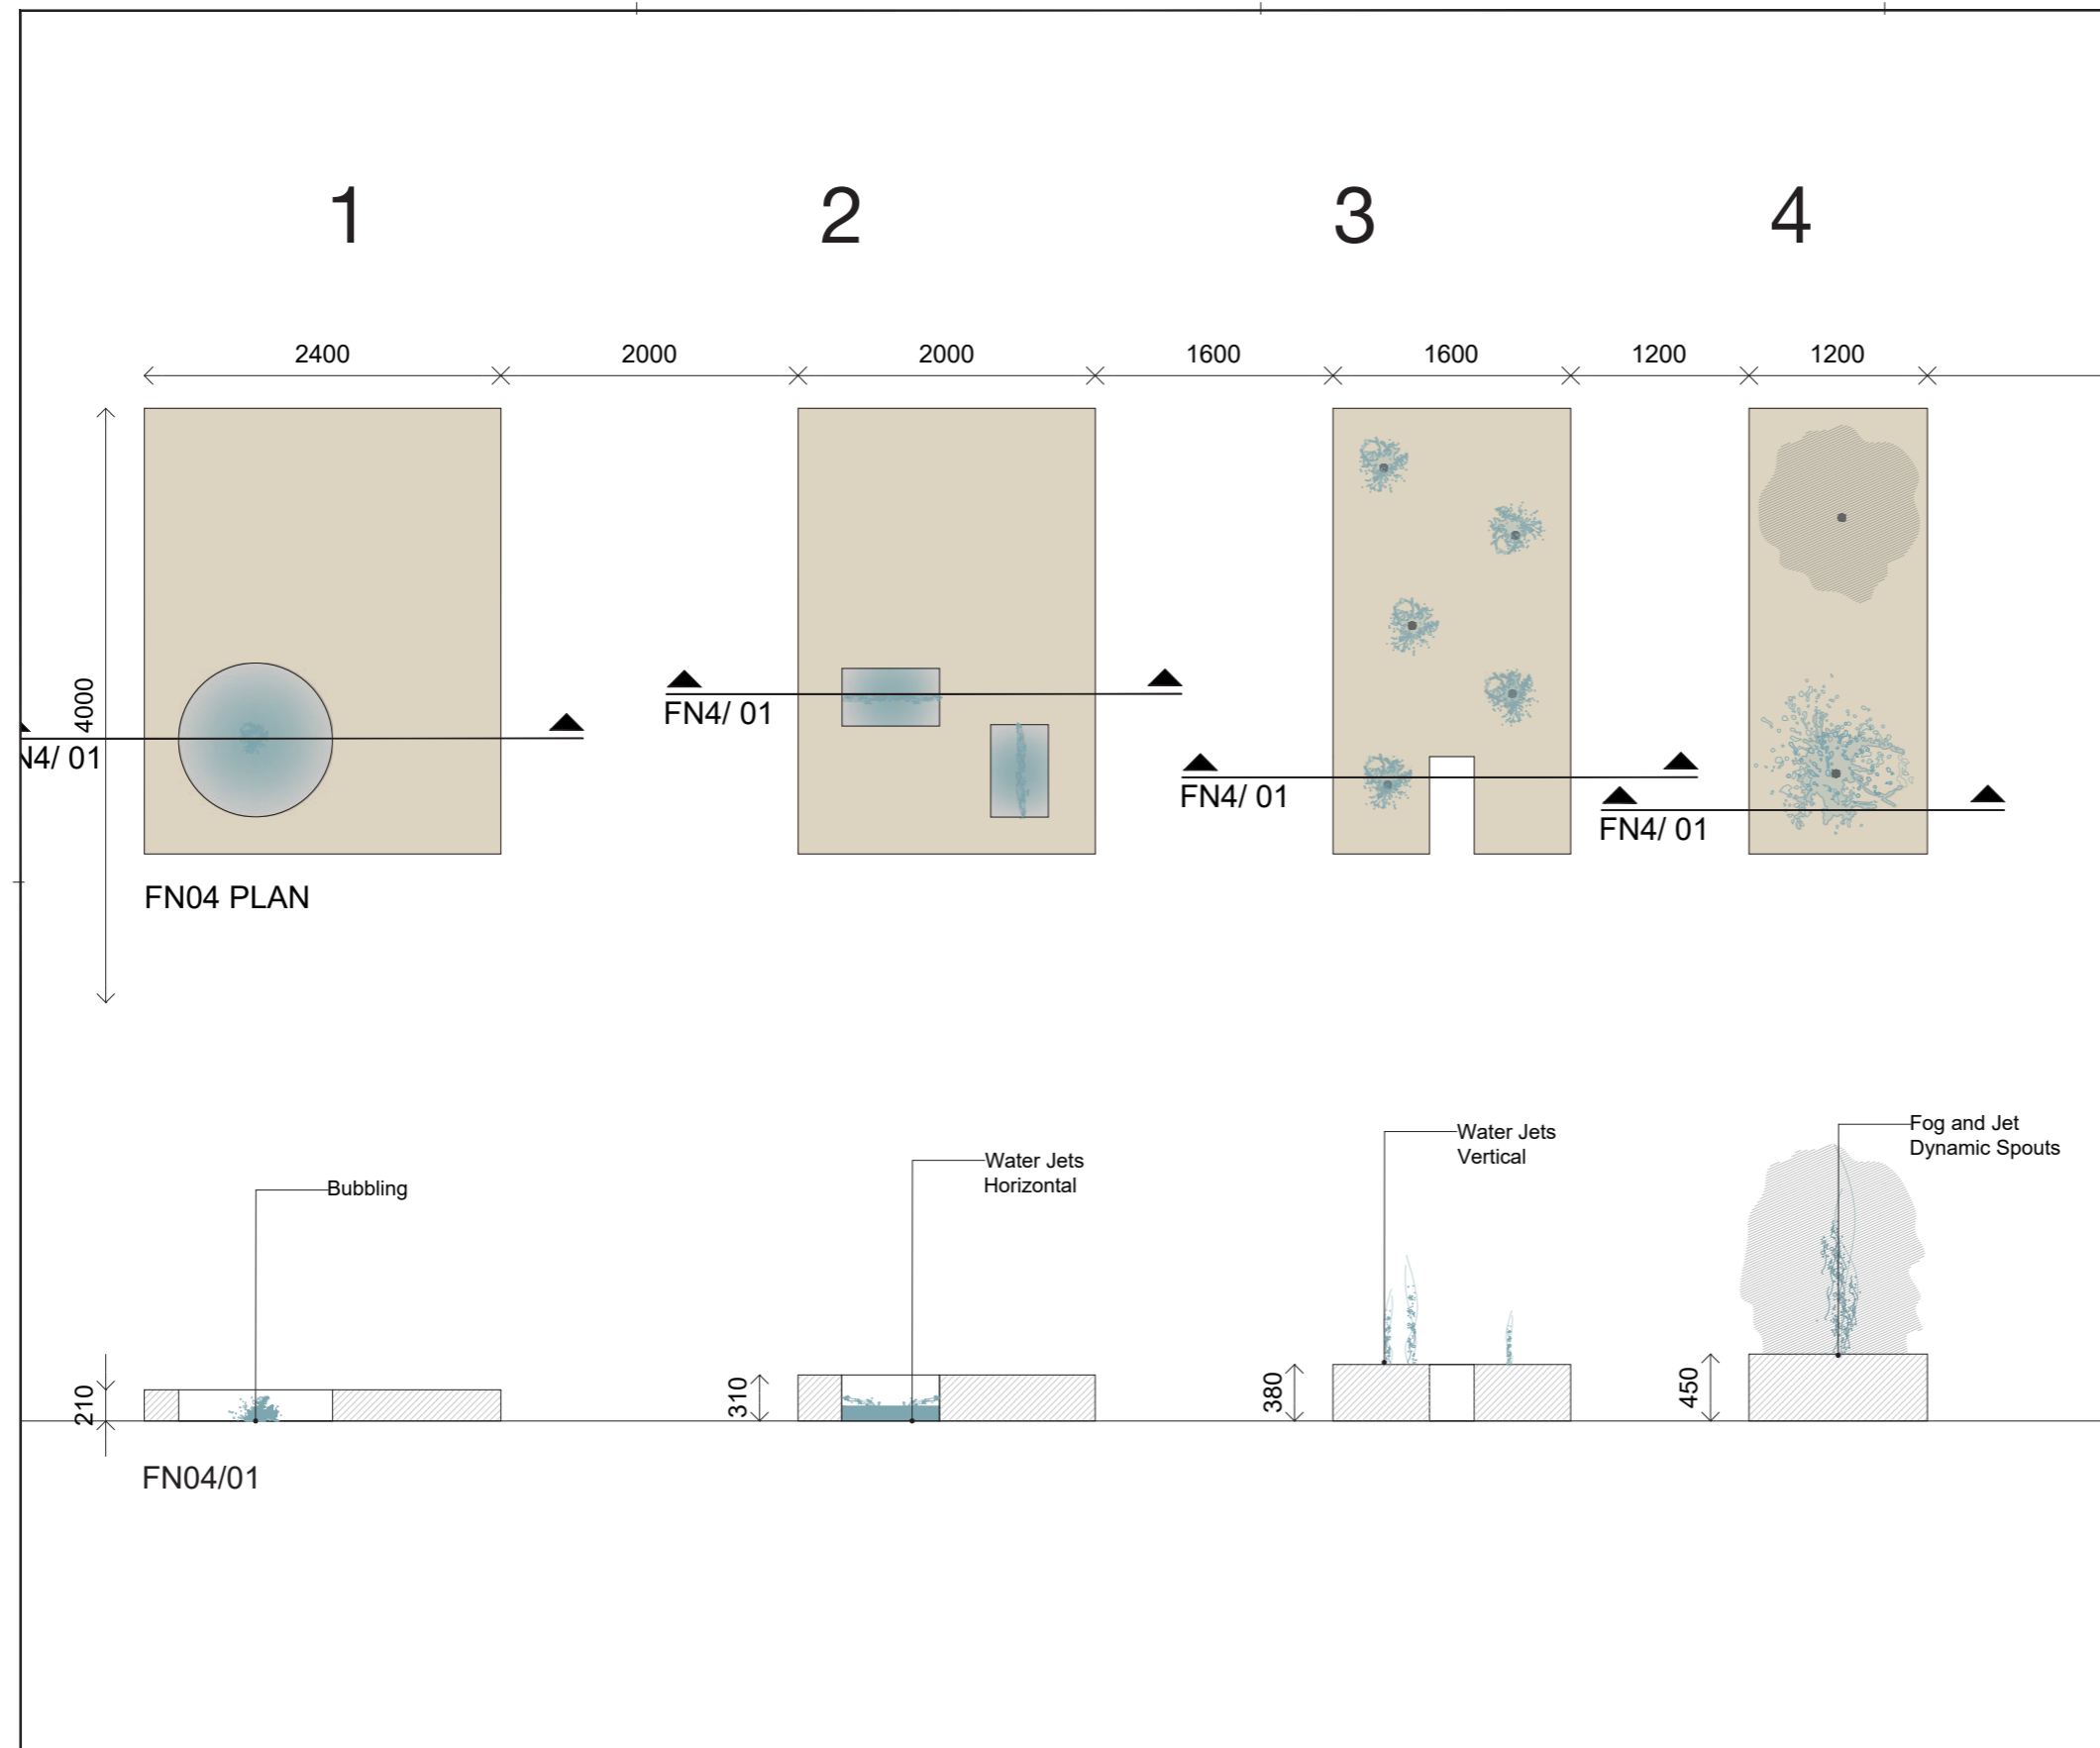 1
2
3
4
2400
2000
2000
1600
1600
1200
1200
4000
N4/ 01
FN4/ 01
FN4/ 01
FN4/ 01
FN04 PLAN
Bubbling
Water Jets
Horizontal
Water Jets
Vertical
Fog and Jet
Dynamic Spouts
210
310
380
450
FN04/01